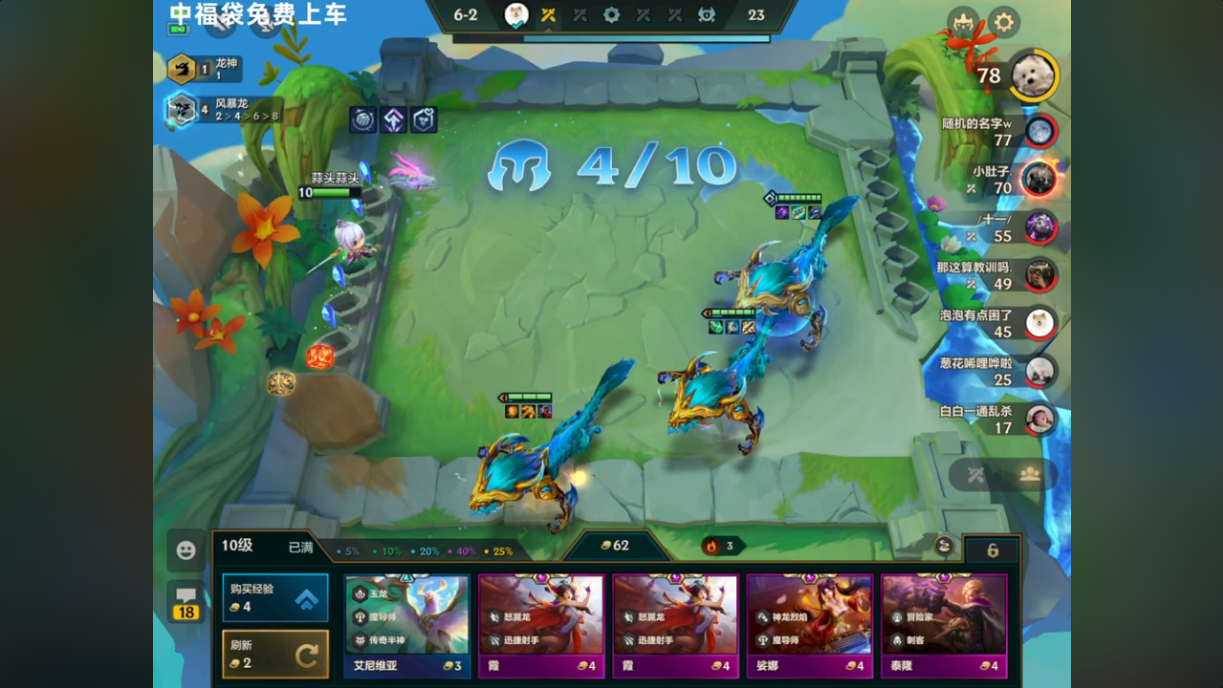 中福袋免费上车
6-2
23
1 龙神
1
4 风暴龙
2 > 4 > 6 > 8
蒜头蒜头
10
4/10
78
随机的名字w
77
小肚子.
70
/十一/
55
那这算教训吗.
49
泡泡有点困了
45
葱花唏哩哗啦
25
白白一通乱杀
17
18
10级
已满
5% 10% 20% 40% 25%
62
3
6
购买经验
4
刷新
2
玉龙
魔导师
传奇半神
艾尼维亚 3
怒翼龙
迅捷射手
霞 4
怒翼龙
迅捷射手
霞 4
神龙烈焰
魔导师
娑娜 4
冒险家
刺客
泰隆 4